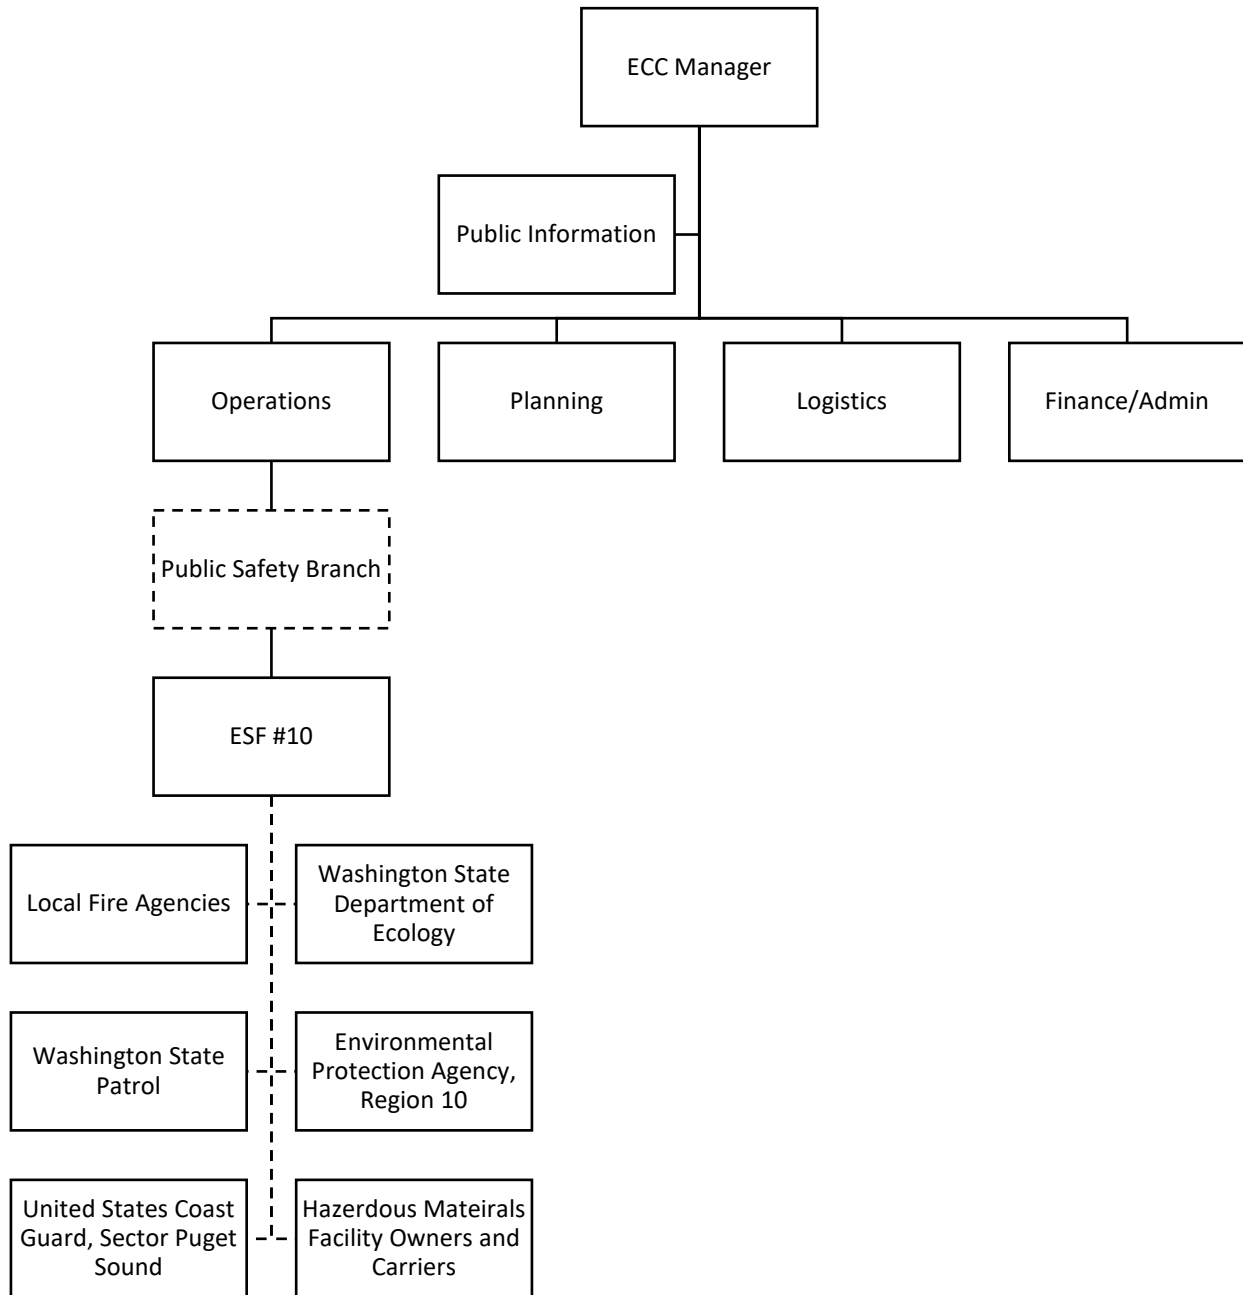 ECC Manager
Public Information
Operations
Planning
Logistics
Finance/Admin
Public Safety Branch
ESF #10
Local Fire Agencies
Washington State
Department of
Ecology
Washington State
Patrol
Environmental
Protection Agency,
Region 10
United States Coast
Guard, Sector Puget
Sound
Hazerdous Mateirals
Facility Owners and
Carriers